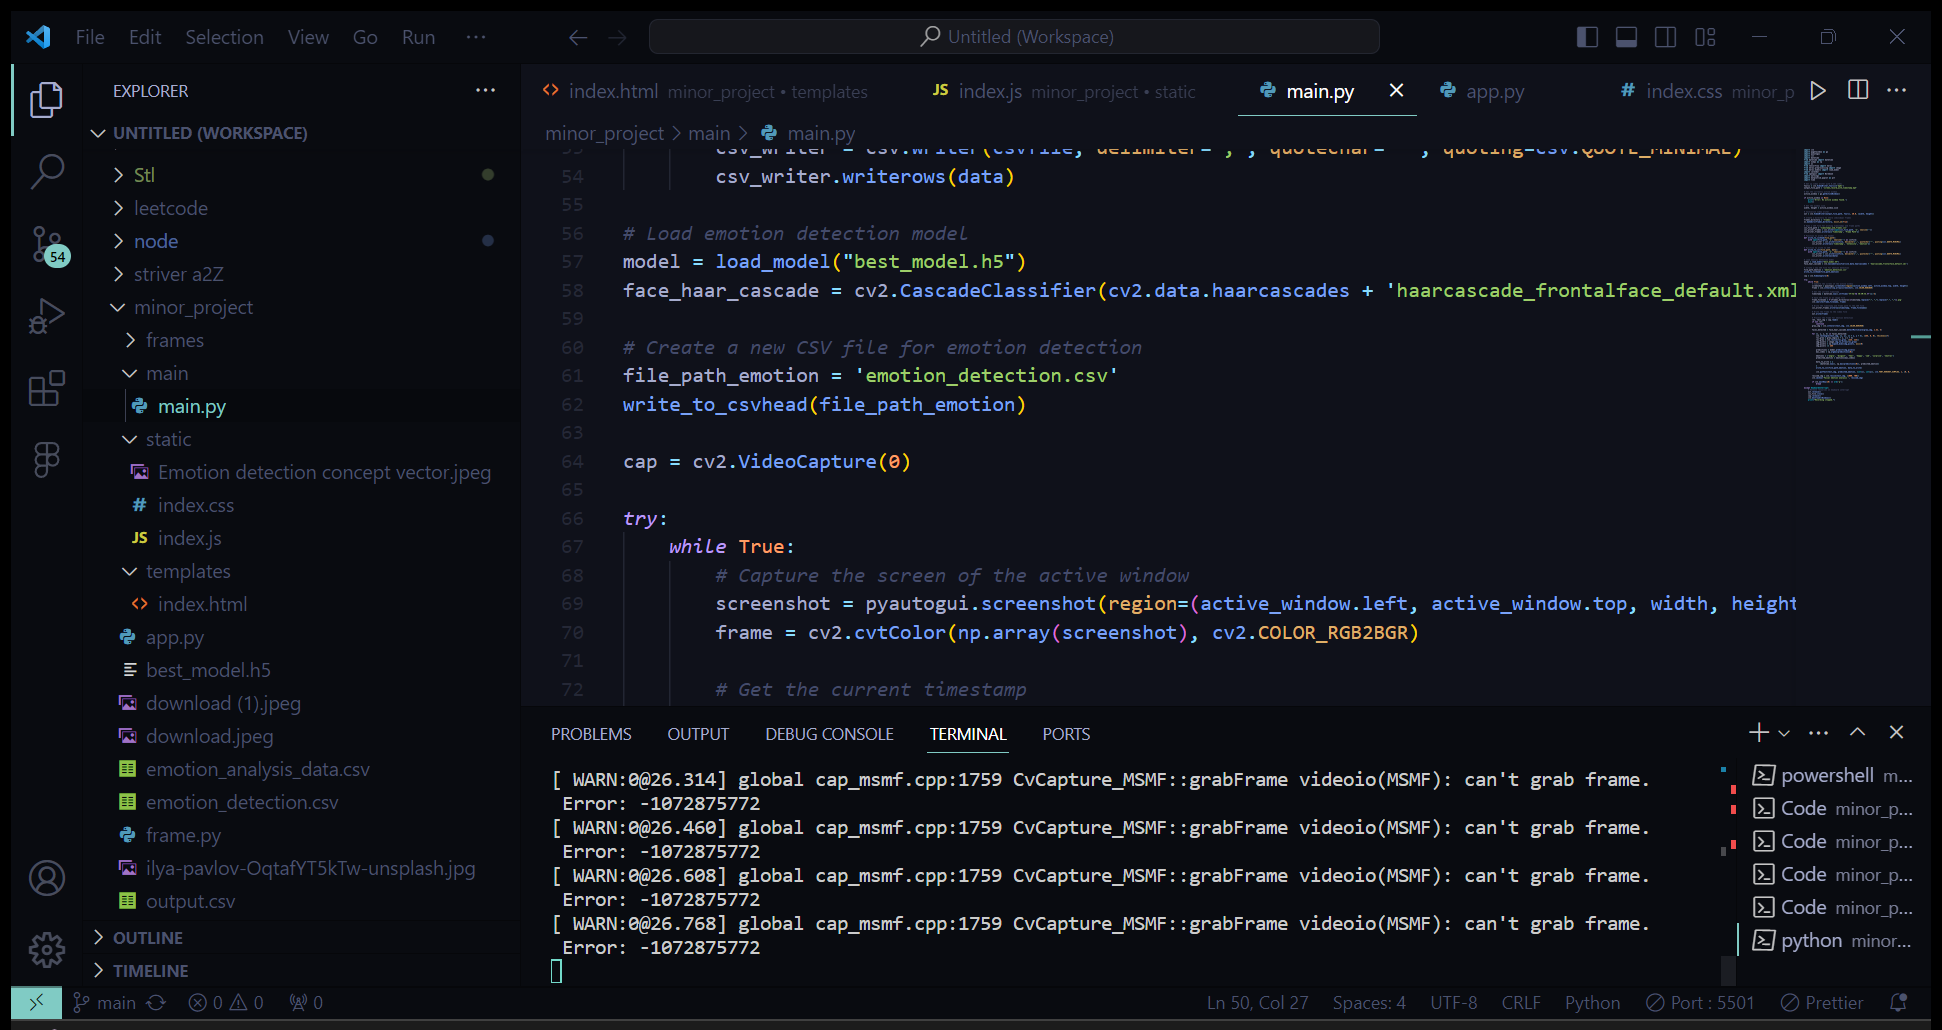 File Edit Selection View Go Run ···
Untitled (Workspace)
EXPLORER
UNTITLED (WORKSPACE)
Stl
leetcode
node
striver a2Z
minor_project
frames
main
main.py
static
Emotion detection concept vector.jpeg
# index.css
JS index.js
templates
<> index.html
app.py
best_model.h5
download (1).jpeg
download.jpeg
emotion_analysis_data.csv
emotion_detection.csv
frame.py
ilya-pavlov-OqtafYT5kTw-unsplash.jpg
output.csv
OUTLINE
TIMELINE
54
<> index.html minor_project • templates
JS index.js minor_project • static
main.py
app.py
# index.css minor_p
minor_project > main > main.py
53 csv_writer = csv.writer(csvfile, delimiter=',', quotechar=' ', quoting=csv.QUOTE_MINIMAL)
54 csv_writer.writerows(data)
55
56 # Load emotion detection model
57 model = load_model("best_model.h5")
58 face_haar_cascade = cv2.CascadeClassifier(cv2.data.haarcascades + 'haarcascade_frontalface_default.xml
59
60 # Create a new CSV file for emotion detection
61 file_path_emotion = 'emotion_detection.csv'
62 write_to_csvhead(file_path_emotion)
63
64 cap = cv2.VideoCapture(0)
65
66 try:
67 while True:
68 # Capture the screen of the active window
69 screenshot = pyautogui.screenshot(region=(active_window.left, active_window.top, width, height
70 frame = cv2.cvtColor(np.array(screenshot), cv2.COLOR_RGB2BGR)
71
72 # Get the current timestamp
PROBLEMS OUTPUT DEBUG CONSOLE TERMINAL PORTS
[ WARN:0@26.314] global cap_msmf.cpp:1759 CvCapture_MSMF::grabFrame videoio(MSMF): can't grab frame.
Error: -1072875772
[ WARN:0@26.460] global cap_msmf.cpp:1759 CvCapture_MSMF::grabFrame videoio(MSMF): can't grab frame.
Error: -1072875772
[ WARN:0@26.608] global cap_msmf.cpp:1759 CvCapture_MSMF::grabFrame videoio(MSMF): can't grab frame.
Error: -1072875772
[ WARN:0@26.768] global cap_msmf.cpp:1759 CvCapture_MSMF::grabFrame videoio(MSMF): can't grab frame.
Error: -1072875772
powershell m...
Code minor_p...
Code minor_p...
Code minor_p...
Code minor_p...
python minor...
main 0 0 0
Ln 50, Col 27 Spaces: 4 UTF-8 CRLF Python Port : 5501 Prettier